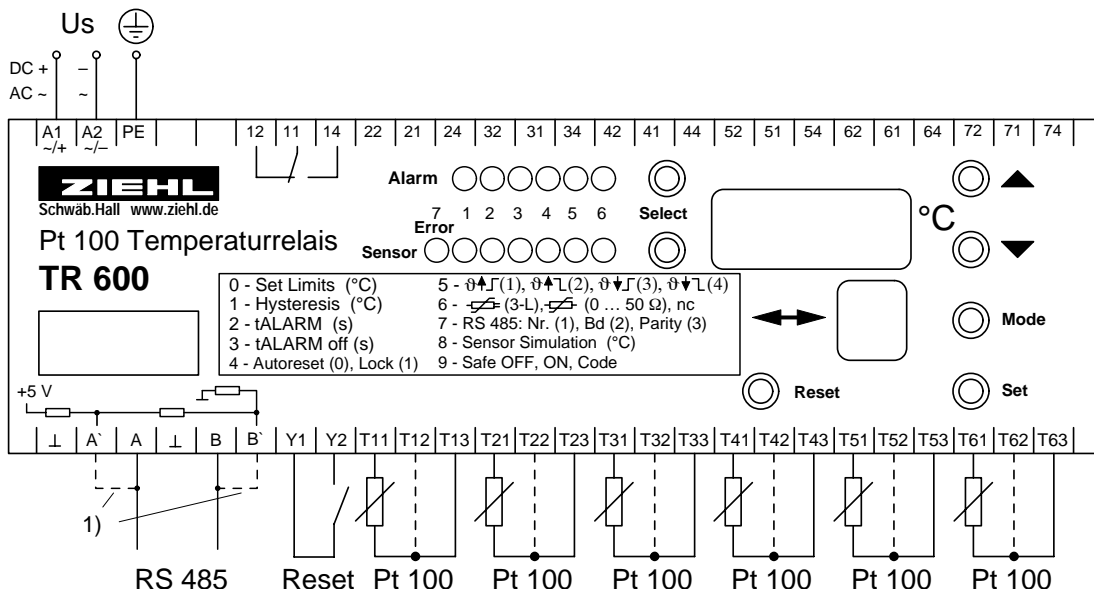 Us
DC + –
AC ~ ~
A1 A2 PE 12 11 14 22 21 24 32 31 34 42 41 44 52 51 54 62 61 64 72 71 74
~/+ ~/–
ZIEHL
Schwäb.Hall www.ziehl.de
Alarm
Select
°C
7 1 2 3 4 5 6
Error
Sensor
Pt 100 Temperaturrelais
TR 600
0 - Set Limits (°C)
1 - Hysteresis (°C)
2 - tALARM (s)
3 - tALARM off (s)
4 - Autoreset (0), Lock (1)
5 - ϑ (1), ϑ (2), ϑ (3), ϑ (4)
6 - (3-L), (0 … 50 Ω), nc
7 - RS 485: Nr. (1), Bd (2), Parity (3)
8 - Sensor Simulation (°C)
9 - Safe OFF, ON, Code
Mode
Reset
Set
+5 V
⊥ A` A ⊥ B B` Y1 Y2 T11 T12 T13 T21 T22 T23 T31 T32 T33 T41 T42 T43 T51 T52 T53 T61 T62 T63
1)
RS 485 Reset Pt 100 Pt 100 Pt 100 Pt 100 Pt 100 Pt 100